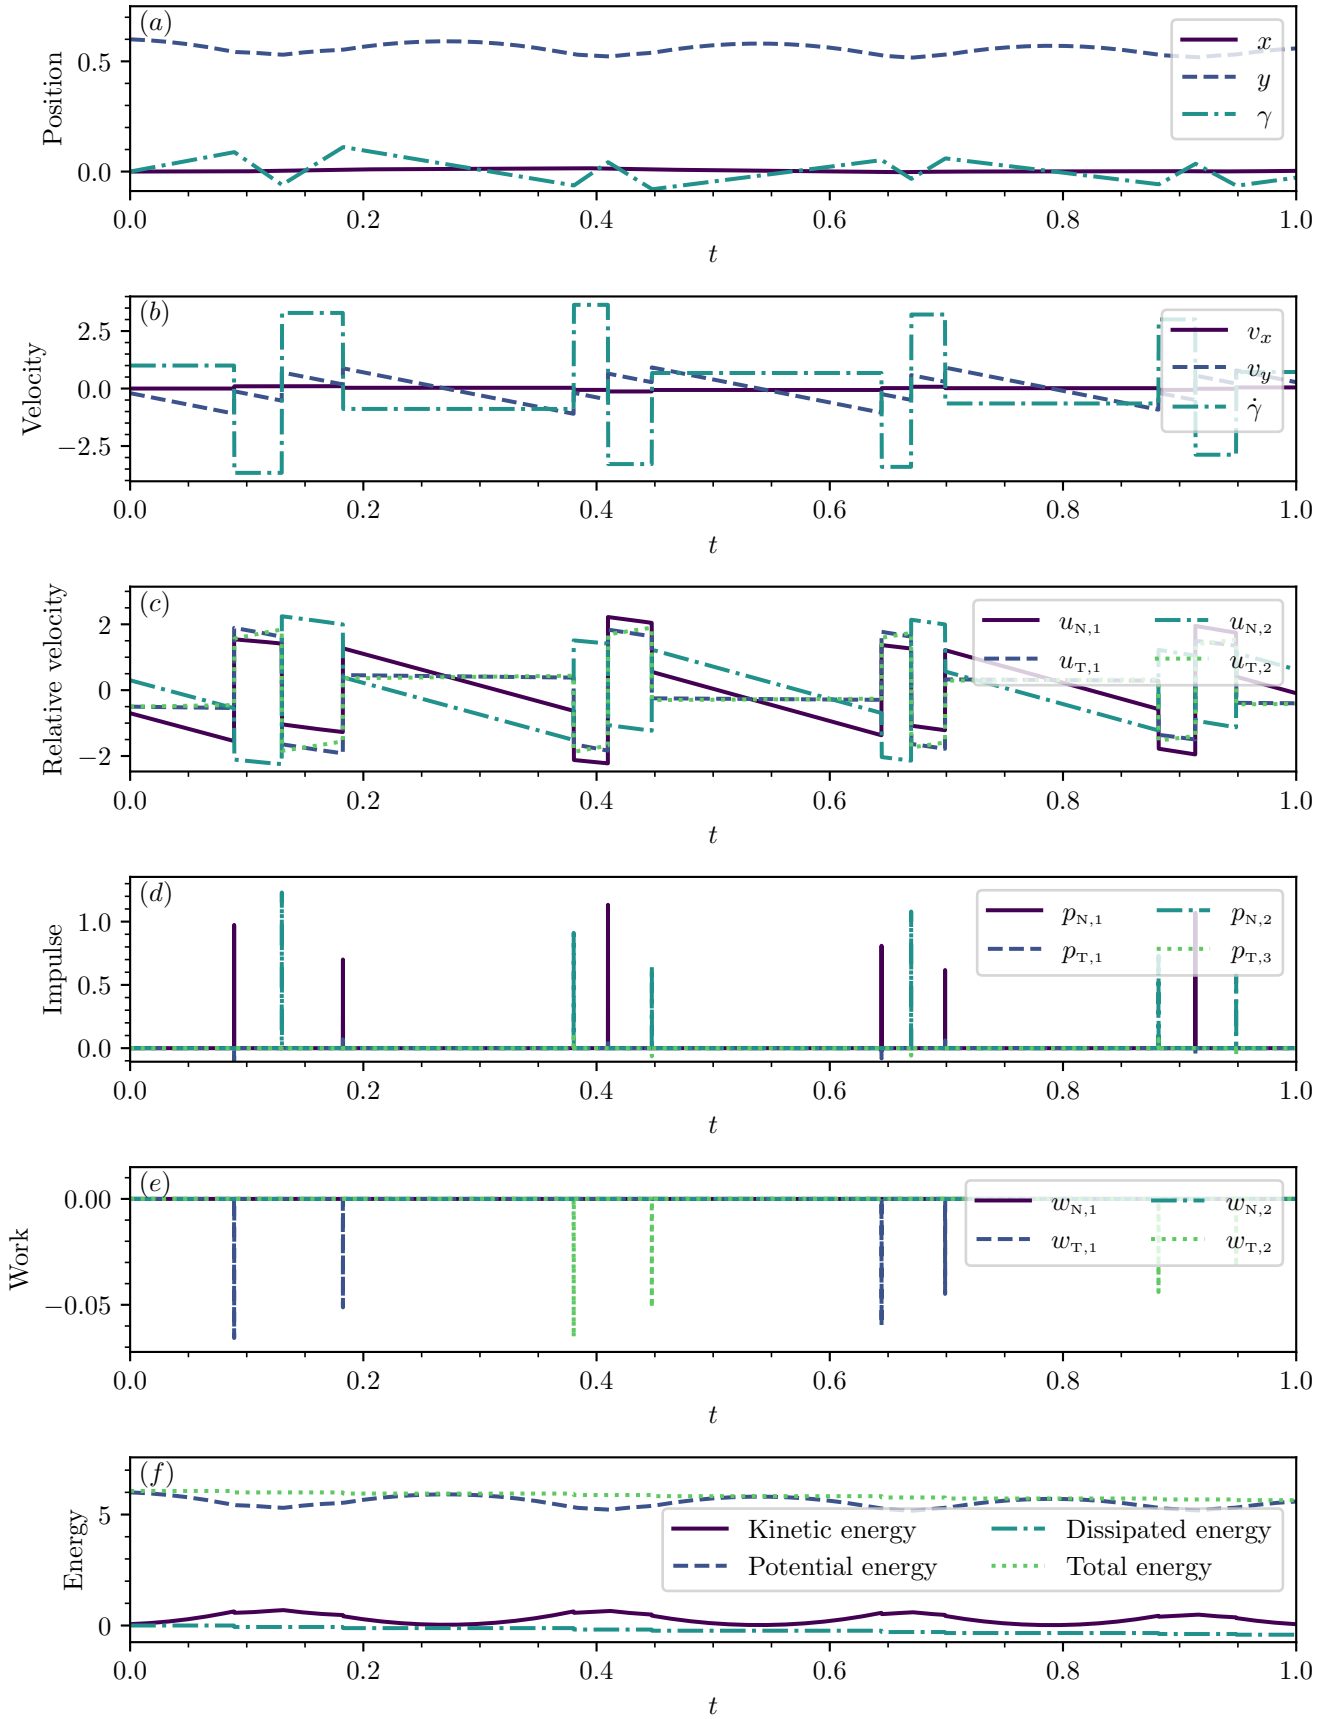 (a)
Position
0.5
0.0
x
y
γ
0.0 0.2 0.4 0.6 0.8 1.0
t
(b)
Velocity
2.5
0.0
−2.5
v_x
v_y
γ̇
0.0 0.2 0.4 0.6 0.8 1.0
t
(c)
Relative velocity
2
0
−2
u_N,1 u_N,2
u_T,1 u_T,2
0.0 0.2 0.4 0.6 0.8 1.0
t
(d)
Impulse
1.0
0.5
0.0
p_N,1 p_N,2
p_T,1 p_T,3
0.0 0.2 0.4 0.6 0.8 1.0
t
(e)
Work
0.00
−0.05
w_N,1 w_N,2
w_T,1 w_T,2
0.0 0.2 0.4 0.6 0.8 1.0
t
(f)
Energy
5
0
Kinetic energy Dissipated energy
Potential energy Total energy
0.0 0.2 0.4 0.6 0.8 1.0
t